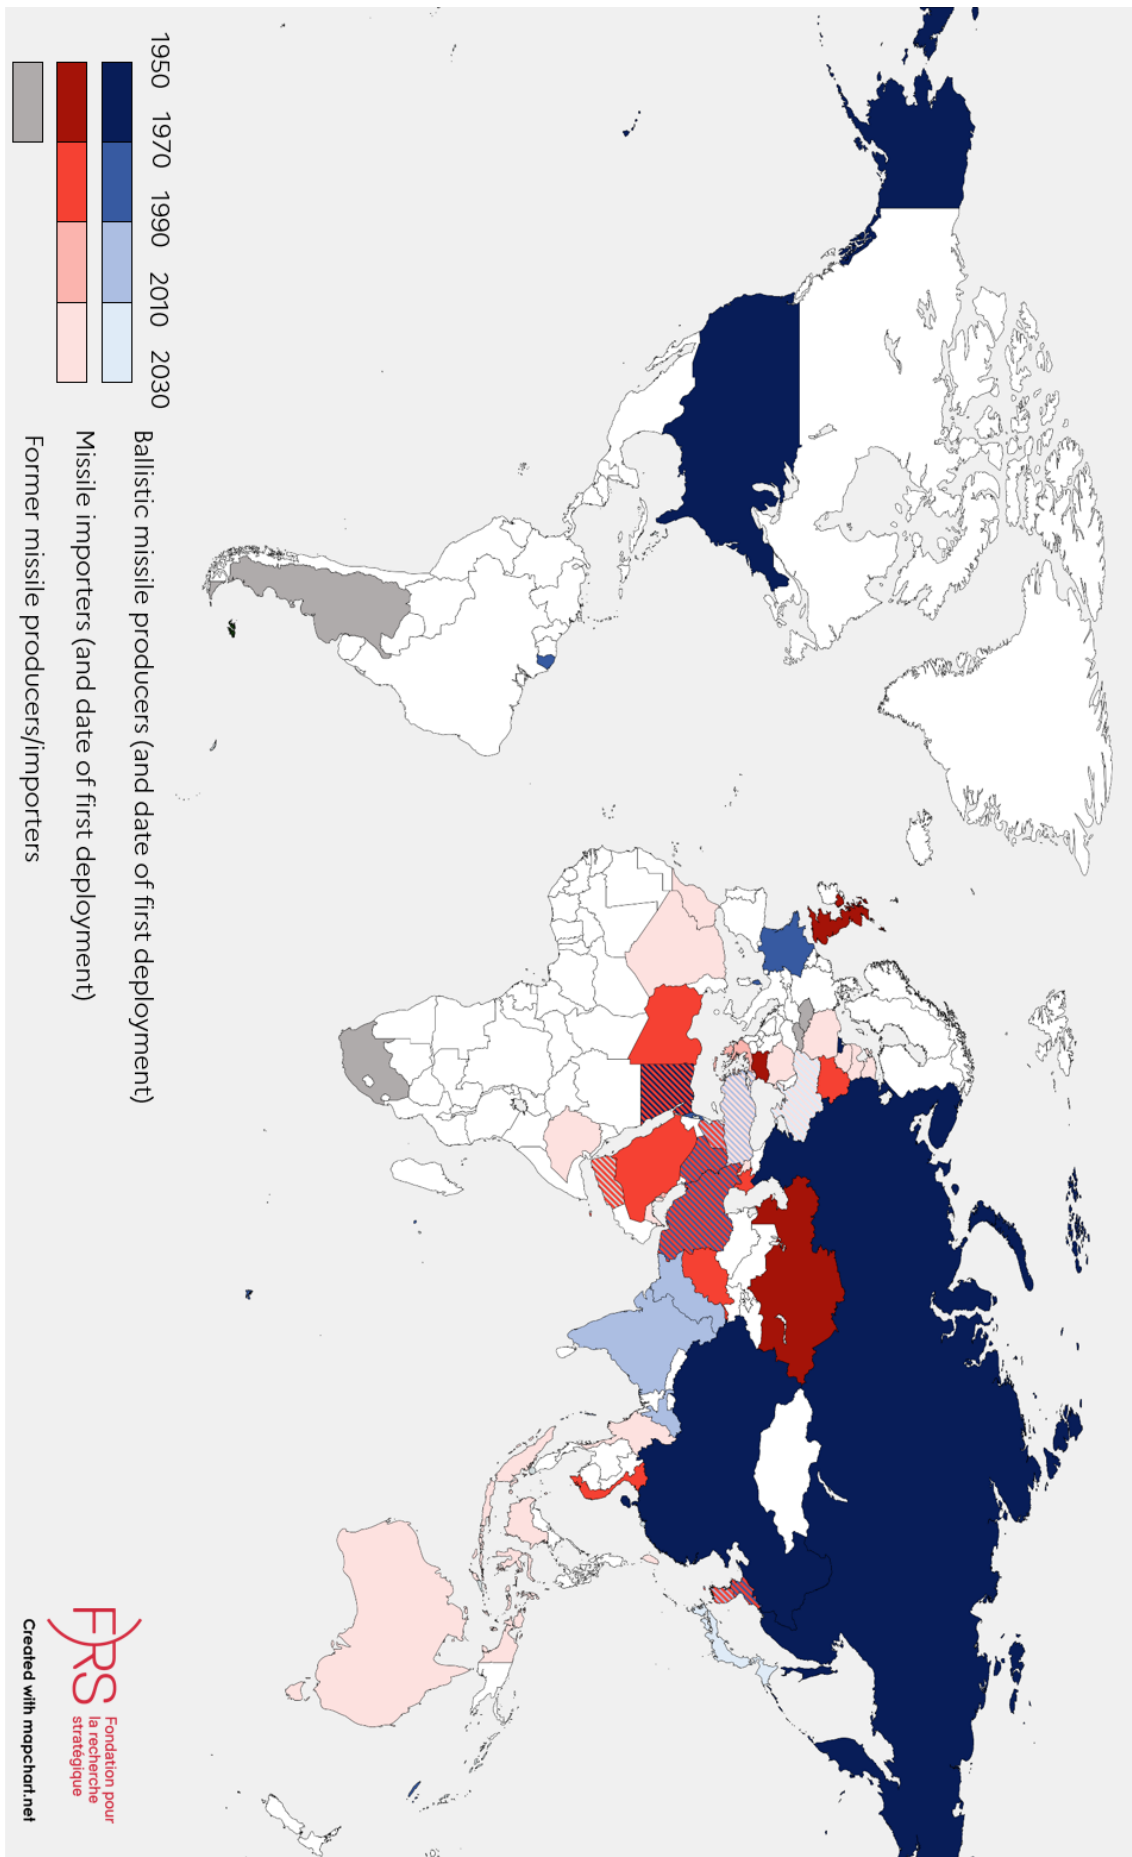 1950 1970 1990 2010 2030
Ballistic missile producers (and date of first deployment)
Missile importers (and date of first deployment)
Former missile producers/importers
FRS
Fondation pour
la recherche
stratégique
Created with mapchart.net